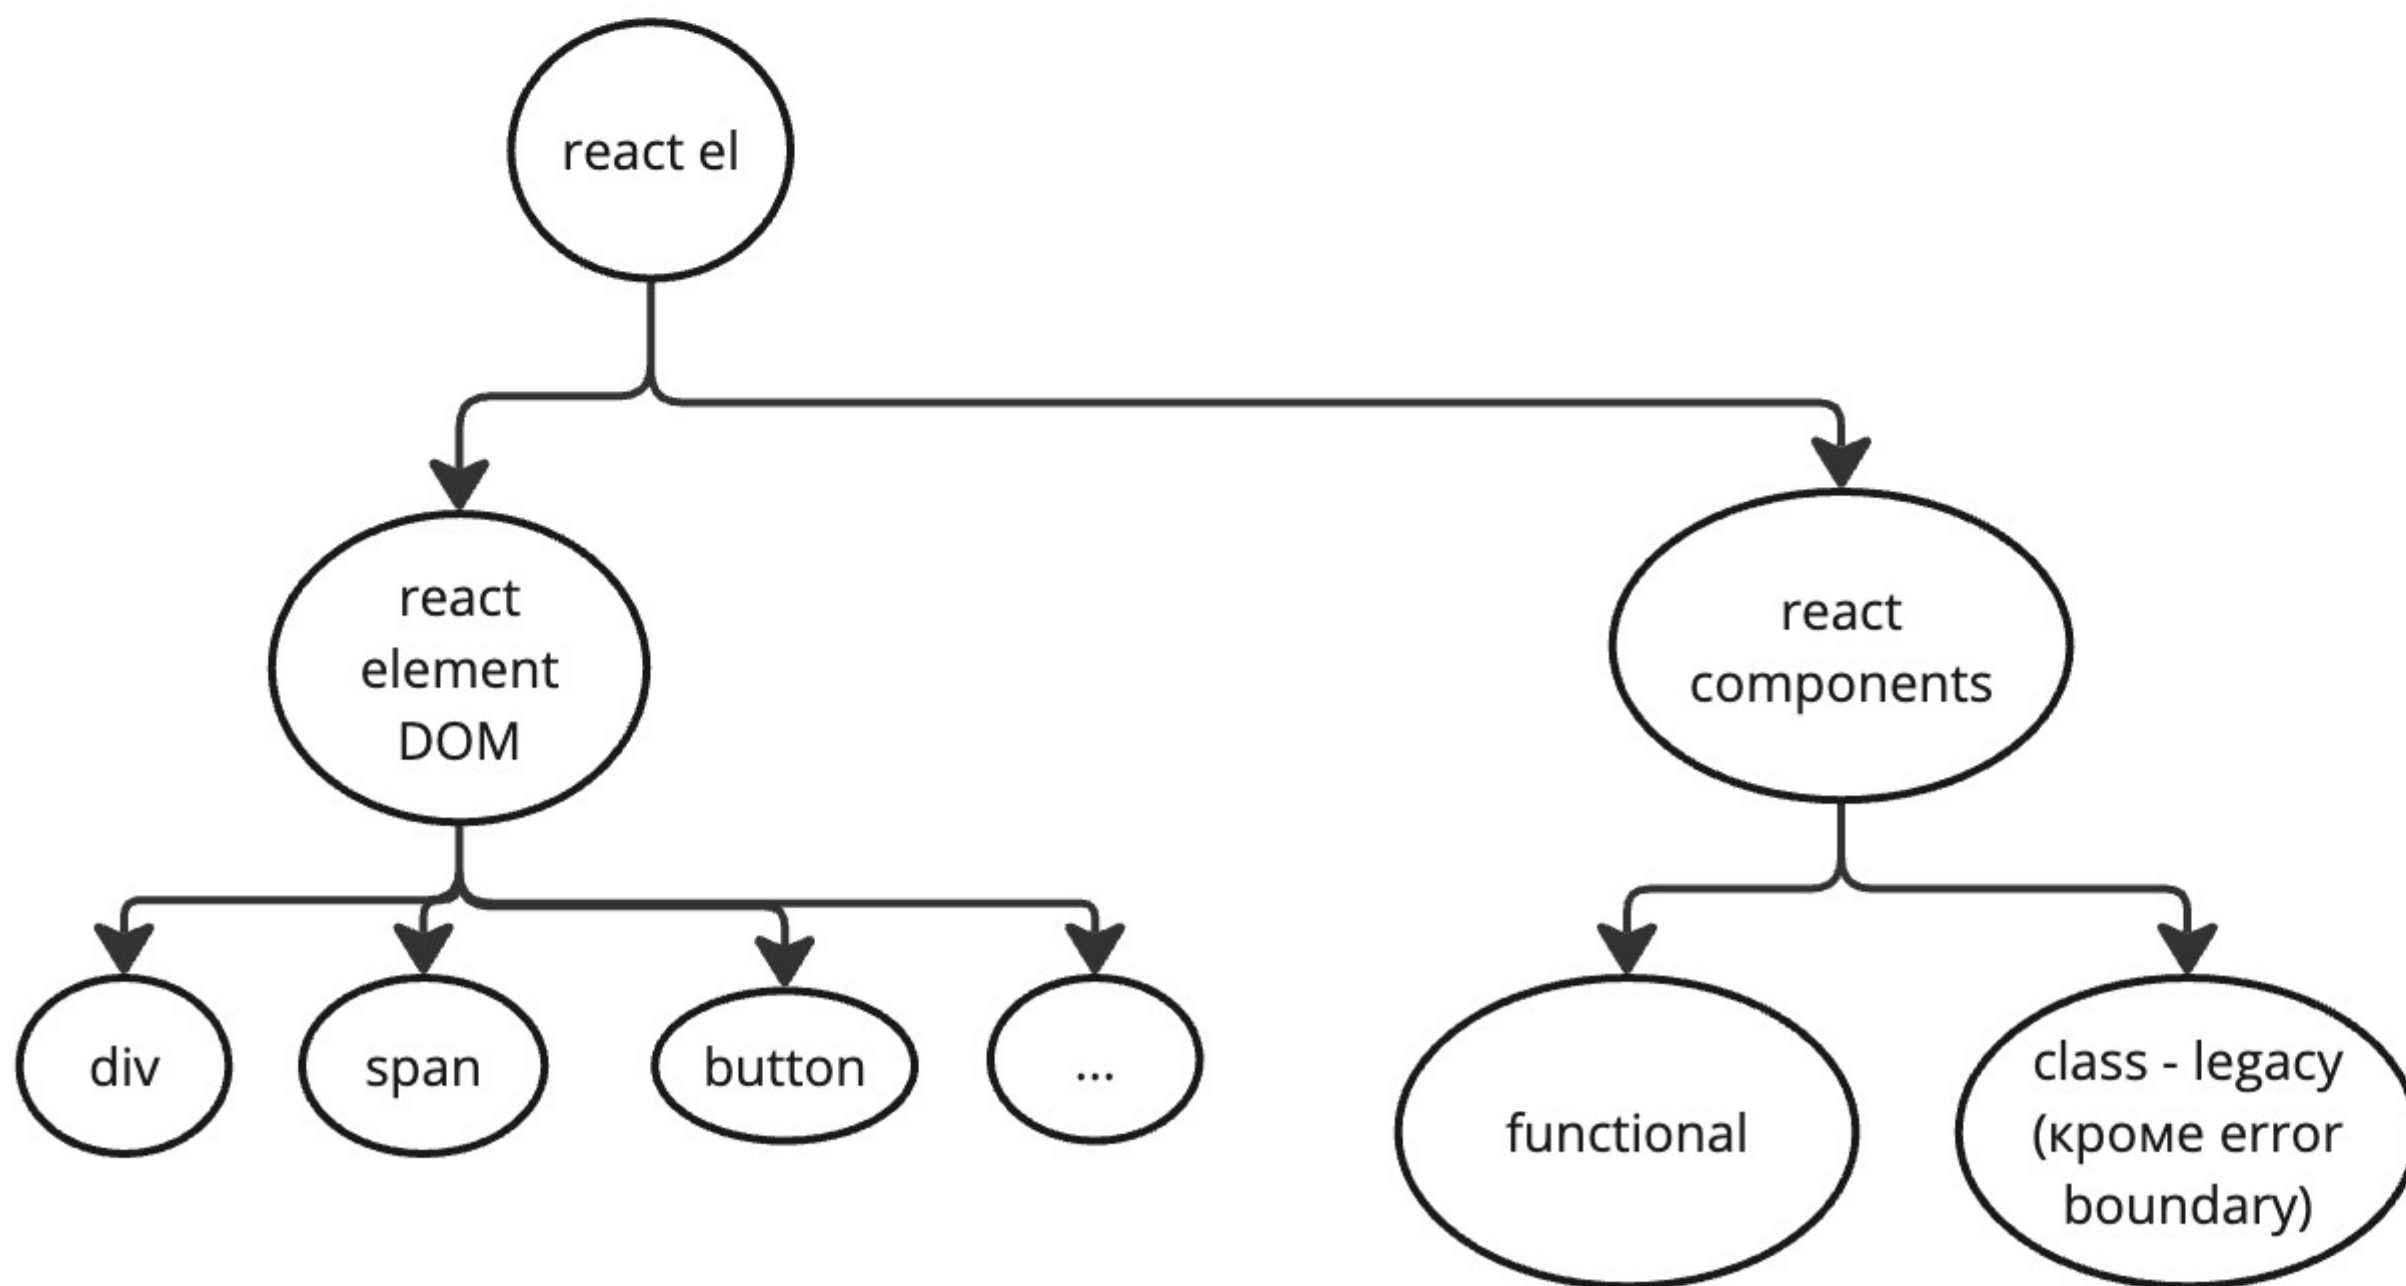 react el
react
element
DOM
react
components
div
span
button
...
functional
class - legacy
(кроме error
boundary)